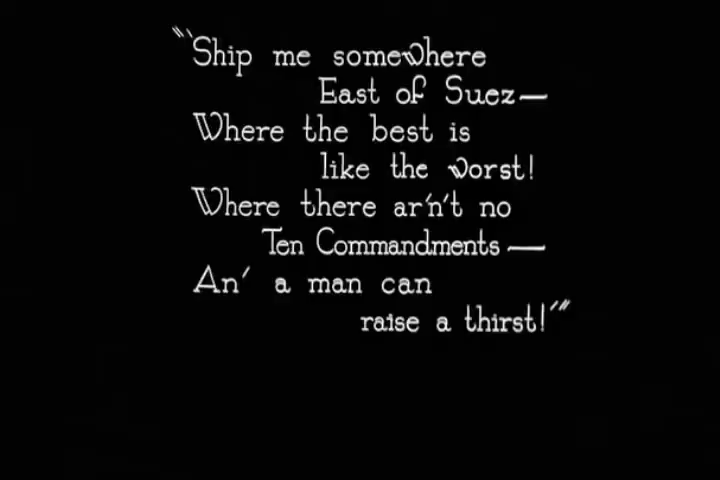 "'Ship me somewhere
East of Suez—
Where the best is
like the worst!
Where there ar'n't no
Ten Commandments—
An' a man can
raise a thirst!'"